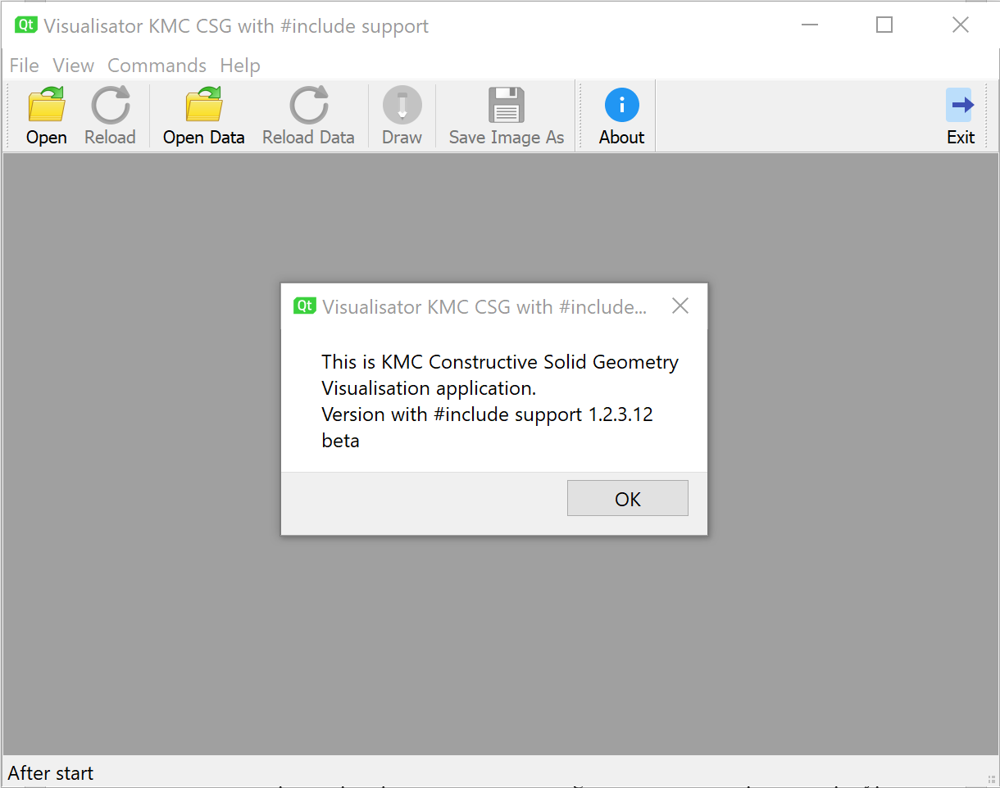 Qt Visualisator KMC CSG with #include support
File View Commands Help
Open Reload Open Data Reload Data Draw Save Image As About Exit
Qt Visualisator KMC CSG with #include...
This is KMC Constructive Solid Geometry
Visualisation application.
Version with #include support 1.2.3.12
beta
OK
After start